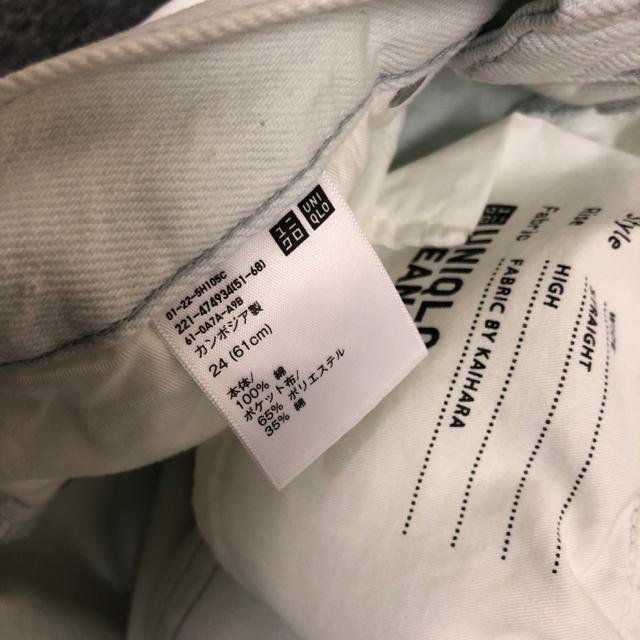 ユニ
クロ
UNI
QLO
01-22-5H105C
221-474934(51-68)
61-0A7A-A9B
カンボジア製
24 (61cm)
本体/
100% 綿
ポケット布/
65% ポリエステル
35% 綿
UNIQLO
JEAN
Style
STRAIGHT
Rise
HIGH
Fabric
FABRIC BY KAIHARA